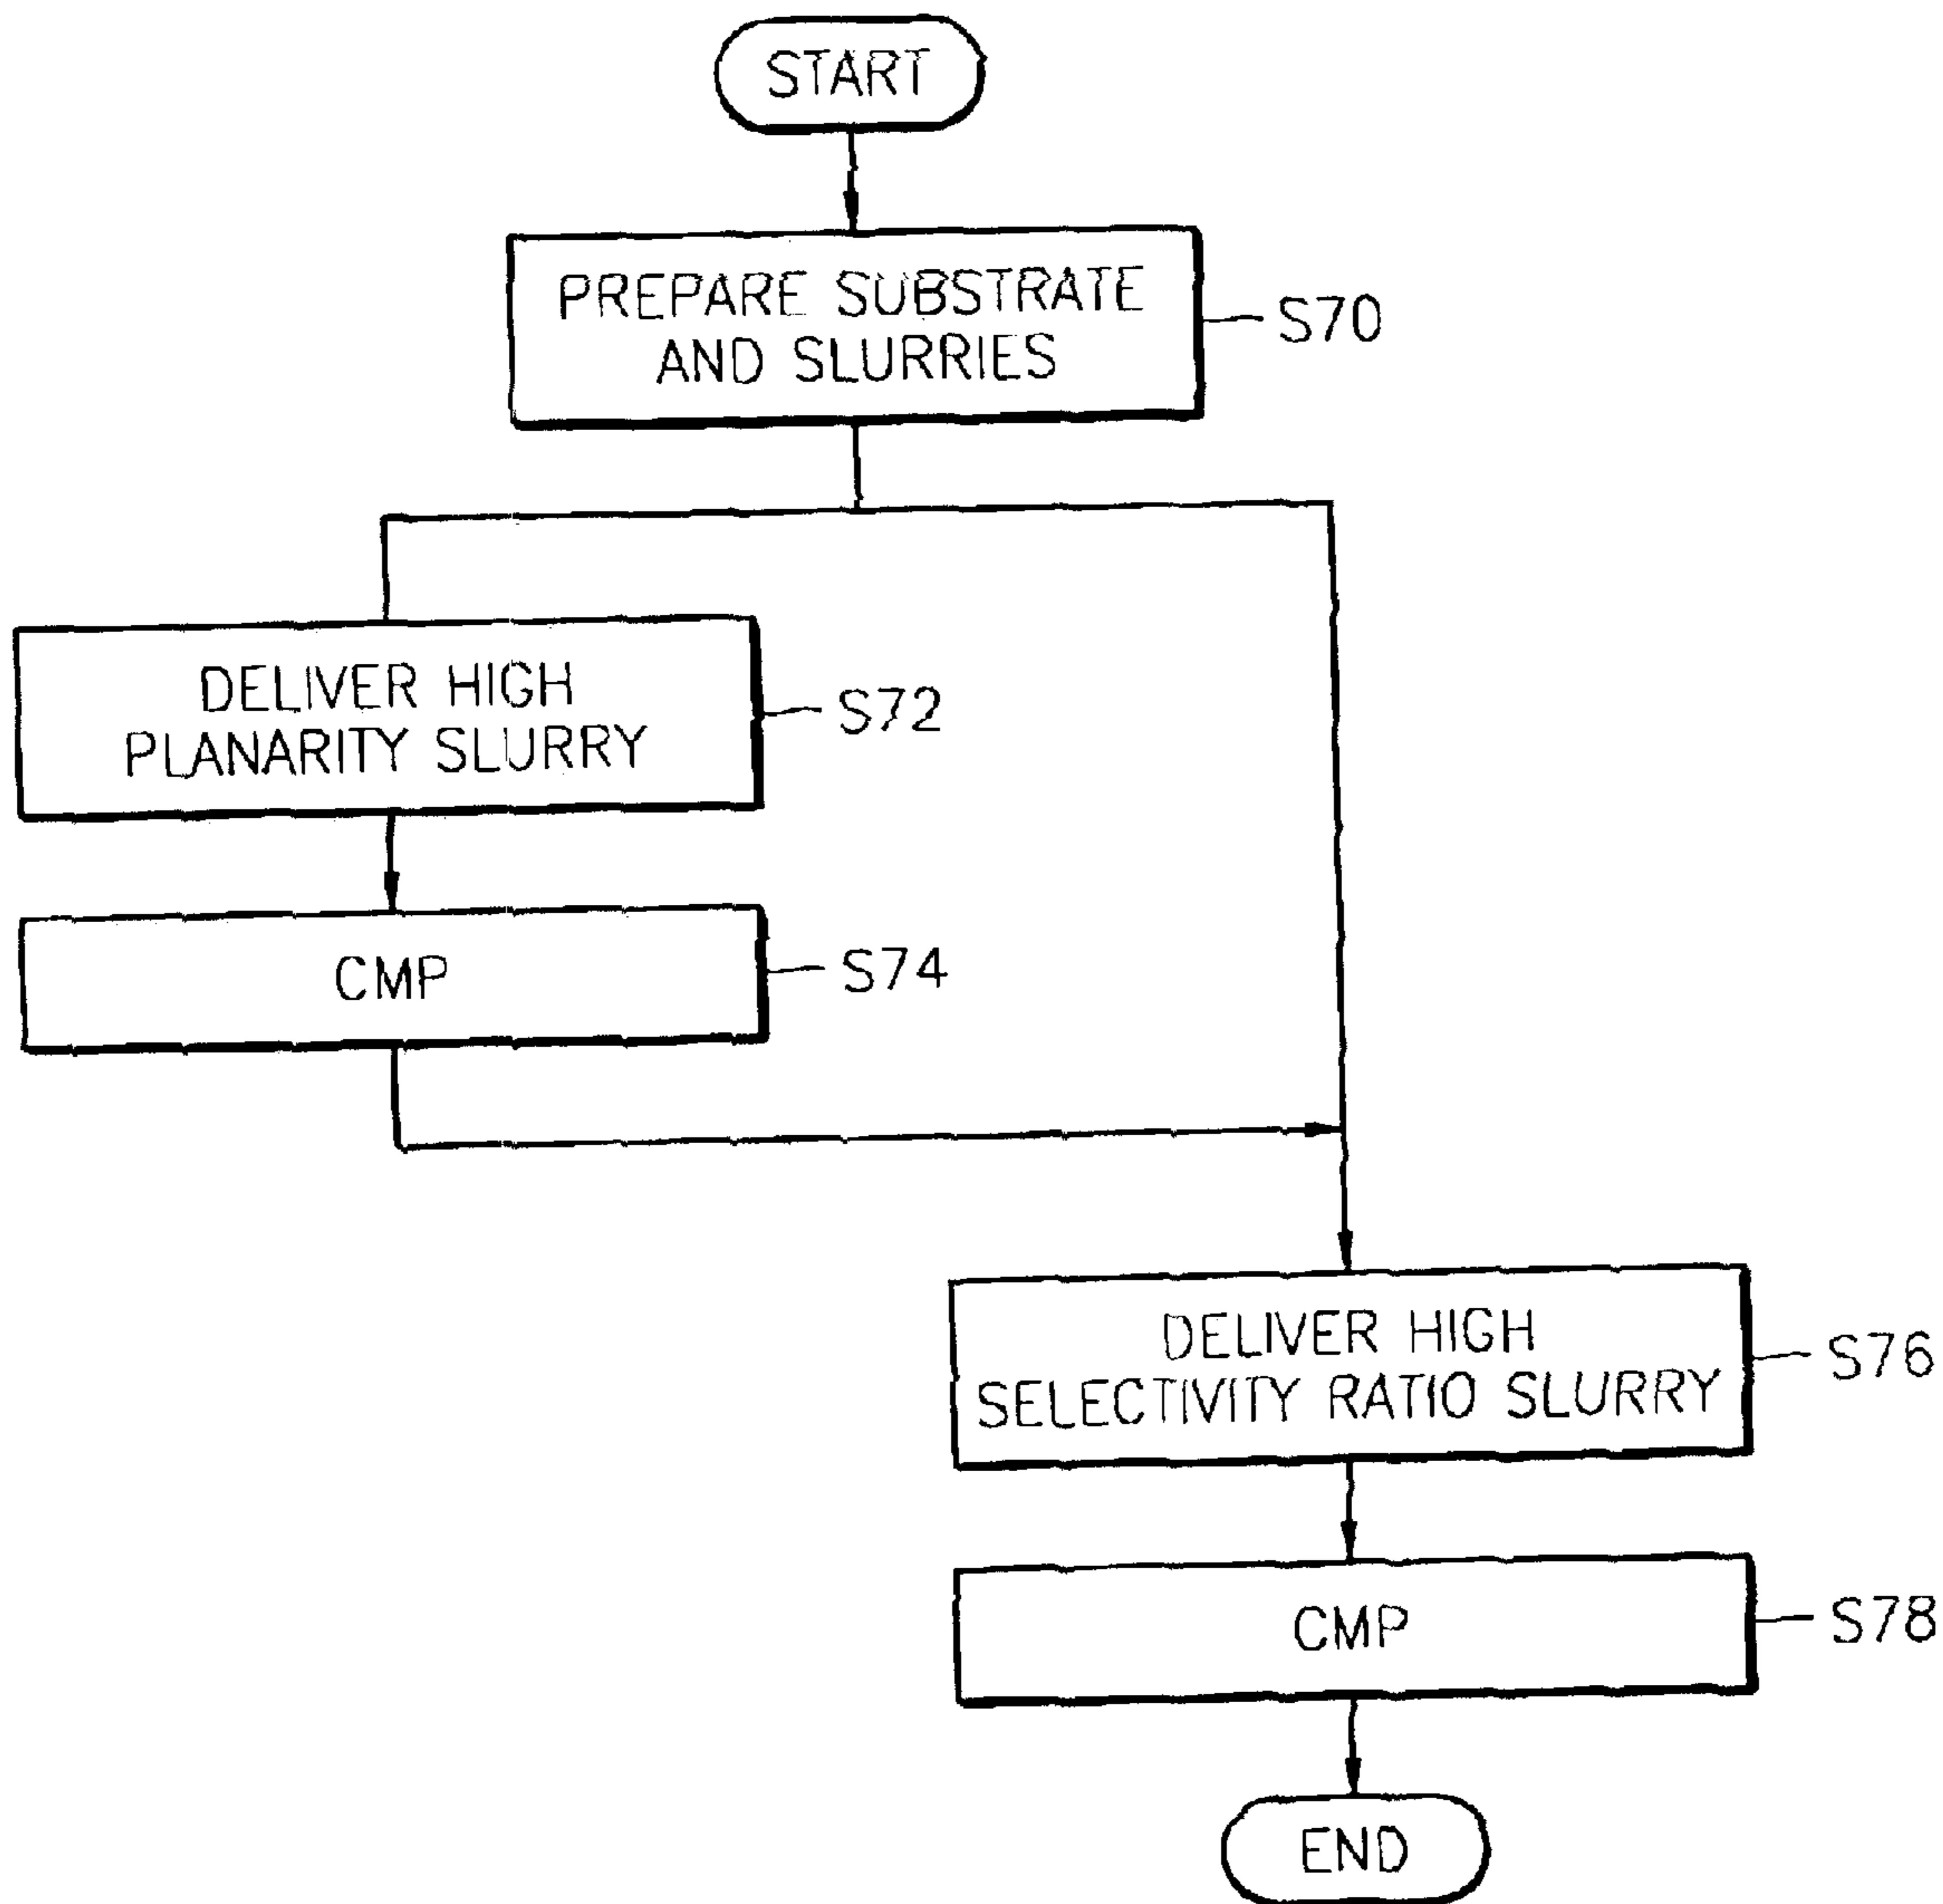 START
PREPARE SUBSTRATE
AND SLURRIES
S70
DELIVER HIGH
PLANARITY SLURRY
S72
CMP
S74
DELIVER HIGH
SELECTIVITY RATIO SLURRY
S76
CMP
S78
END